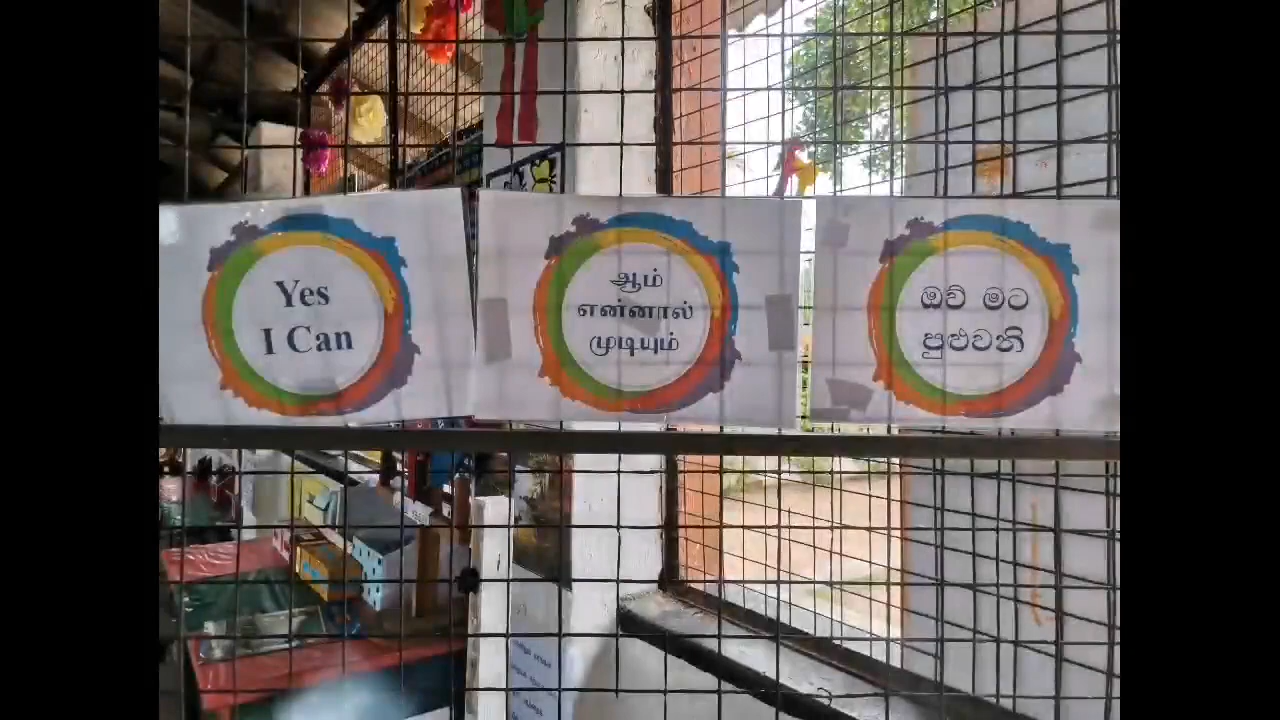 Yes
I Can
ஆம்
என்னால்
முடியும்
ඔව් මට
පුළුවනි